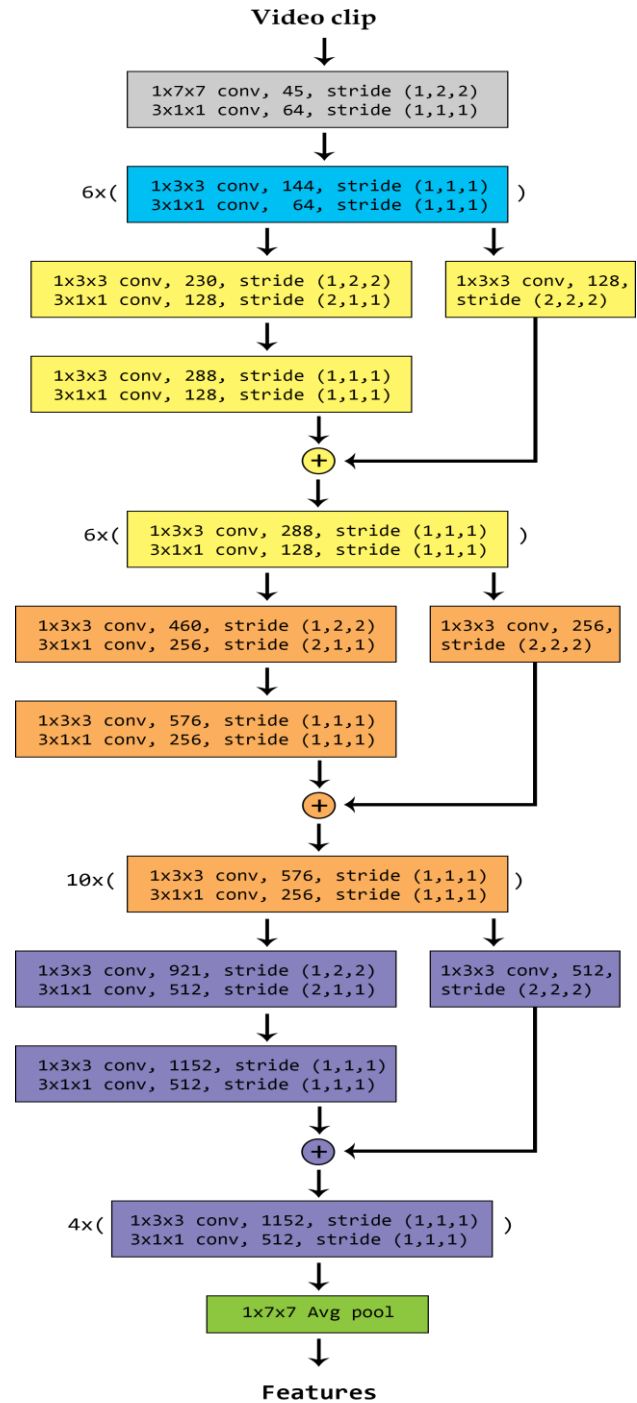 Video clip
1x7x7 conv, 45, stride (1,2,2)
3x1x1 conv, 64, stride (1,1,1)
6x(
1x3x3 conv, 144, stride (1,1,1)
3x1x1 conv, 64, stride (1,1,1)
)
1x3x3 conv, 230, stride (1,2,2)
3x1x1 conv, 128, stride (2,1,1)
1x3x3 conv, 128,
stride (2,2,2)
1x3x3 conv, 288, stride (1,1,1)
3x1x1 conv, 128, stride (1,1,1)
+
6x(
1x3x3 conv, 288, stride (1,1,1)
3x1x1 conv, 128, stride (1,1,1)
)
1x3x3 conv, 460, stride (1,2,2)
3x1x1 conv, 256, stride (2,1,1)
1x3x3 conv, 256,
stride (2,2,2)
1x3x3 conv, 576, stride (1,1,1)
3x1x1 conv, 256, stride (1,1,1)
+
10x(
1x3x3 conv, 576, stride (1,1,1)
3x1x1 conv, 256, stride (1,1,1)
)
1x3x3 conv, 921, stride (1,2,2)
3x1x1 conv, 512, stride (2,1,1)
1x3x3 conv, 512,
stride (2,2,2)
1x3x3 conv, 1152, stride (1,1,1)
3x1x1 conv, 512, stride (1,1,1)
+
4x(
1x3x3 conv, 1152, stride (1,1,1)
3x1x1 conv, 512, stride (1,1,1)
)
1x7x7 Avg pool
Features